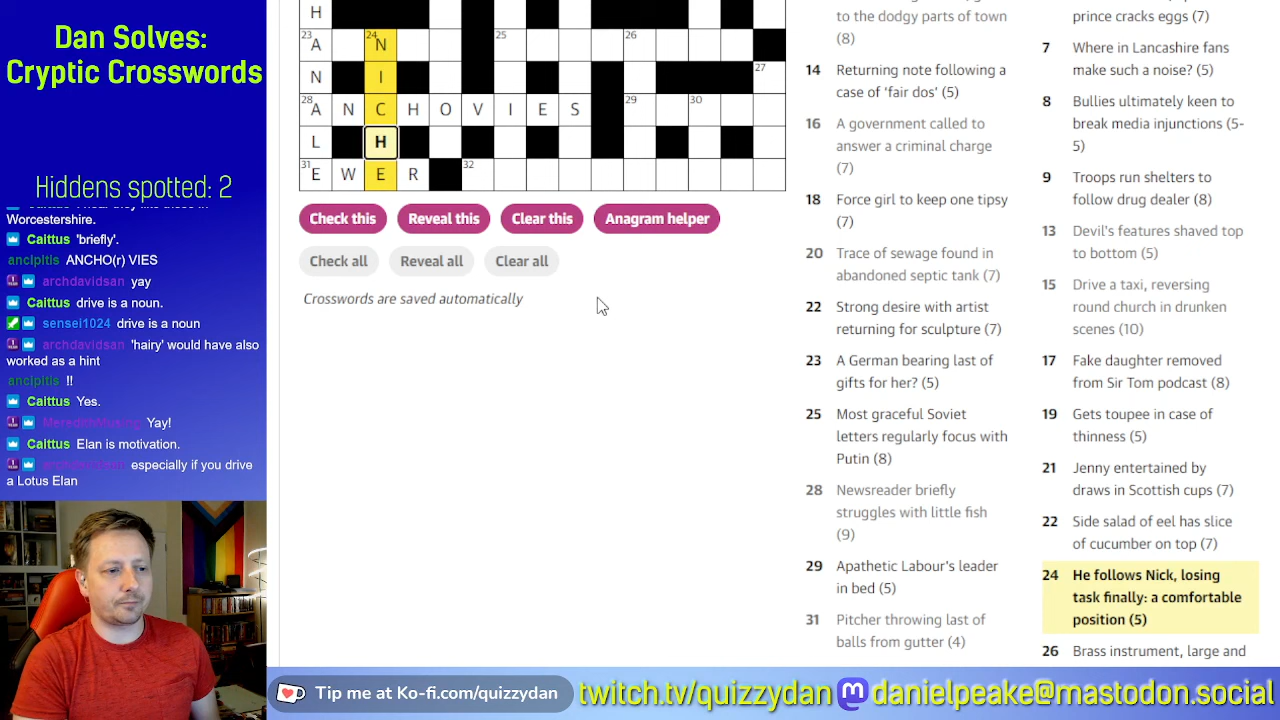 Dan Solves:
Cryptic Crosswords
Hiddens spotted: 2
Worcestershire.
Caittus 'briefly'.
ancipitis ANCHO(r) VIES
archdavidsan yay
Caittus drive is a noun.
sensei1024 drive is a noun
archdavidsan 'hairy' would have also
worked as a hint
ancipitis !!
Caittus Yes.
MeredithMusing Yay!
Caittus Elan is motivation.
archdavidsan especially if you drive
a Lotus Elan
H
23 A 24 N 25 26
N I 27
28 A N C H O V I E S 29 30
L H
31 E W E R 32
Check this
Reveal this
Clear this
Anagram helper
Check all
Reveal all
Clear all
Crosswords are saved automatically
to the dodgy parts of town
(8)
14 Returning note following a
case of 'fair dos' (5)
16 A government called to
answer a criminal charge
(7)
18 Force girl to keep one tipsy
(7)
20 Trace of sewage found in
abandoned septic tank (7)
22 Strong desire with artist
returning for sculpture (7)
23 A German bearing last of
gifts for her? (5)
25 Most graceful Soviet
letters regularly focus with
Putin (8)
28 Newsreader briefly
struggles with little fish
(9)
29 Apathetic Labour's leader
in bed (5)
31 Pitcher throwing last of
balls from gutter (4)
prince cracks eggs (7)
7 Where in Lancashire fans
make such a noise? (5)
8 Bullies ultimately keen to
break media injunctions (5-
5)
9 Troops run shelters to
follow drug dealer (8)
13 Devil's features shaved top
to bottom (5)
15 Drive a taxi, reversing
round church in drunken
scenes (10)
17 Fake daughter removed
from Sir Tom podcast (8)
19 Gets toupee in case of
thinness (5)
21 Jenny entertained by
draws in Scottish cups (7)
22 Side salad of eel has slice
of cucumber on top (7)
24 He follows Nick, losing
task finally: a comfortable
position (5)
26 Brass instrument, large and
Tip me at Ko-fi.com/quizzydan
twitch.tv/quizzydan
danielpeake@mastodon.social